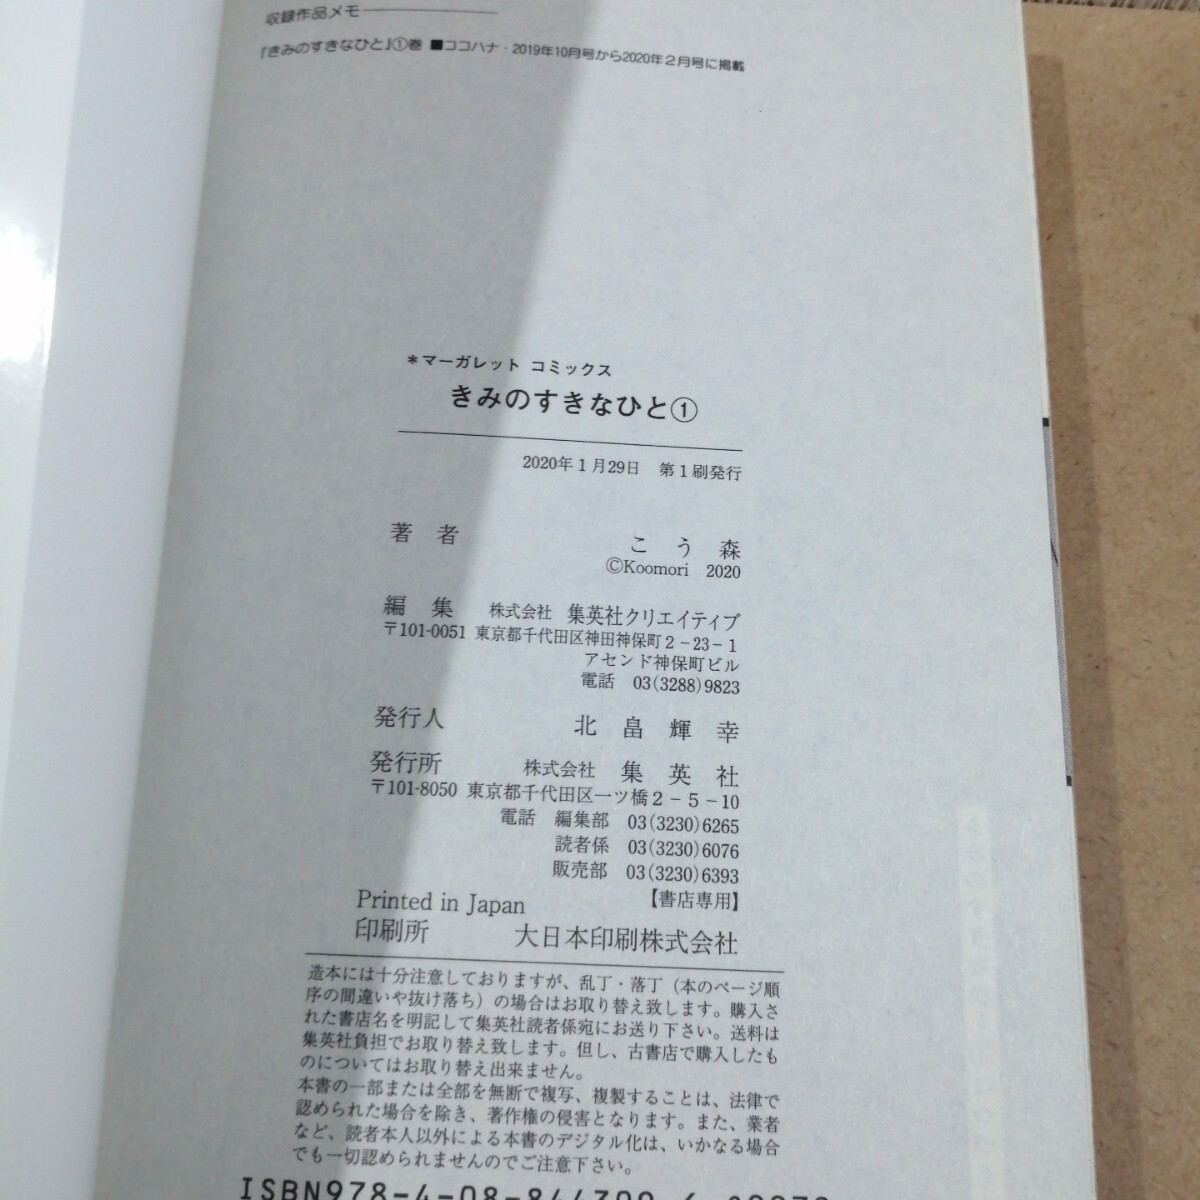 収録作品メモ
『きみのすきなひと』①巻 ■ココハナ・2019年10月号から2020年2月号に掲載
＊マーガレット コミックス
きみのすきなひと①
2020年1月29日 第1刷発行
著者 こう森
©Koomori 2020
編集 株式会社 集英社クリエイティブ
〒101-0051 東京都千代田区神田神保町2－23－1
アセンド神保町ビル
電話 03(3288)9823
発行人 北畠輝幸
発行所 株式会社 集英社
〒101-8050 東京都千代田区一ツ橋2－5－10
電話 編集部 03(3230)6265
読者係 03(3230)6076
販売部 03(3230)6393
Printed in Japan 【書店専用】
印刷所 大日本印刷株式会社
造本には十分注意しておりますが、乱丁・落丁（本のページ順
序の間違いや抜け落ち）の場合はお取り替え致します。購入さ
れた書店名を明記して集英社読者係宛にお送り下さい。送料は
集英社負担でお取り替え致します。但し、古書店で購入したも
のについてはお取り替え出来ません。
本書の一部または全部を無断で複写、複製することは、法律で
認められた場合を除き、著作権の侵害となります。また、業者
など、読者本人以外による本書のデジタル化は、いかなる場合
でも一切認められませんのでご注意下さい。
ISBN978-4-08-844